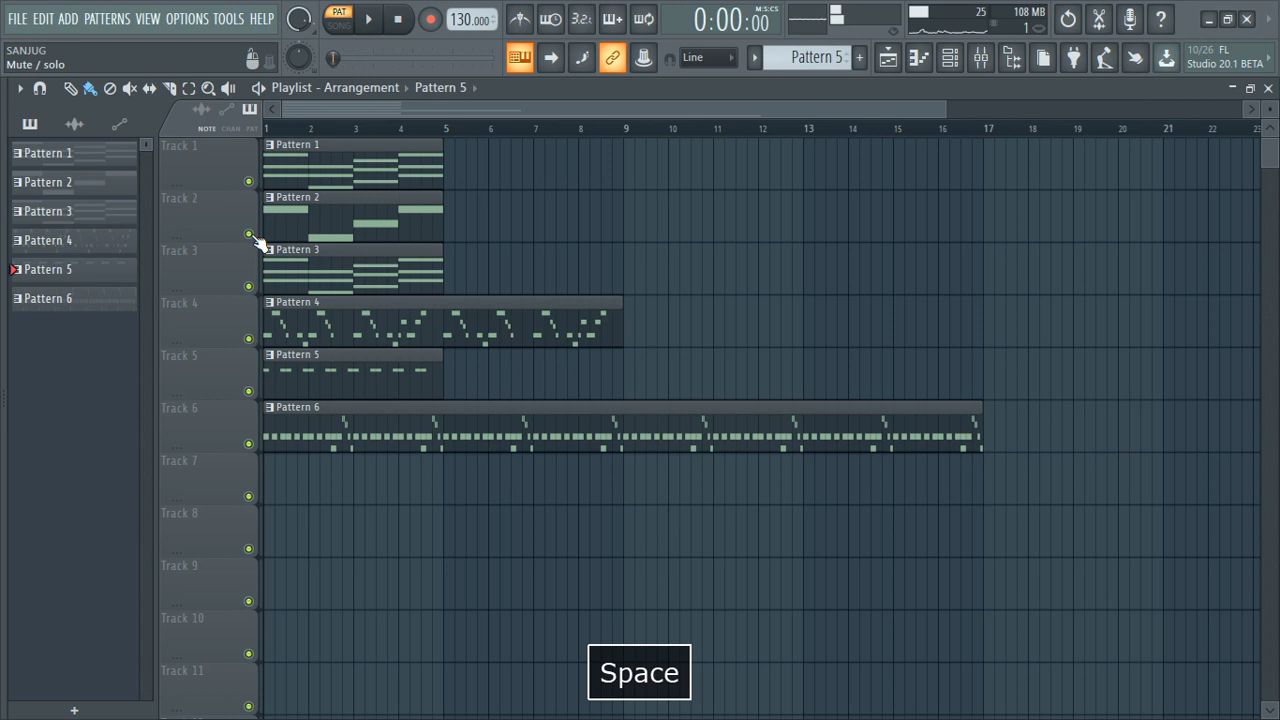 FILE EDIT ADD PATTERNS VIEW OPTIONS TOOLS HELP
PAT
SONG
130.000
3.2
0:00:00
M:S:CS
25
108 MB
1
SANJUG
Mute / solo
Line
Pattern 5
+
10/26 FL
Studio 20.1 BETA
Playlist - Arrangement › Pattern 5 ›
NOTE CHAN PAT
1 2 3 4 5 6 7 8 9 10 11 12 13 14 15 16 17 18 19 20 21 22 23
Pattern 1
Pattern 2
Pattern 3
Pattern 4
Pattern 5
Pattern 6
Track 1
Pattern 1
Track 2
Pattern 2
Track 3
Pattern 3
Track 4
Pattern 4
Track 5
Pattern 5
Track 6
Pattern 6
Track 7
Track 8
Track 9
Track 10
Track 11
Space
+